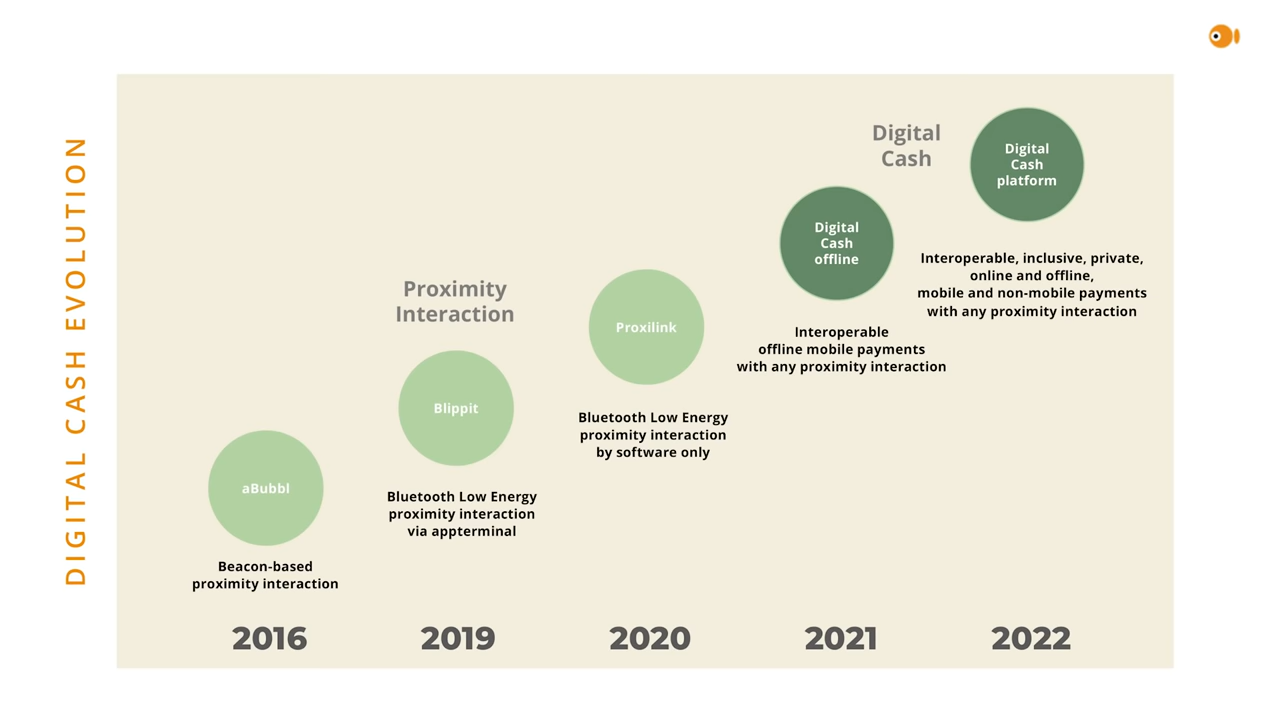 DIGITAL CASH EVOLUTION
Proximity
Interaction
Digital
Cash
aBubbl
Beacon-based
proximity interaction
2016
Blippit
Bluetooth Low Energy
proximity interaction
via appterminal
2019
Proxilink
Bluetooth Low Energy
proximity interaction
by software only
2020
Digital
Cash
offline
Interoperable
offline mobile payments
with any proximity interaction
2021
Digital
Cash
platform
Interoperable, inclusive, private,
online and offline,
mobile and non-mobile payments
with any proximity interaction
2022